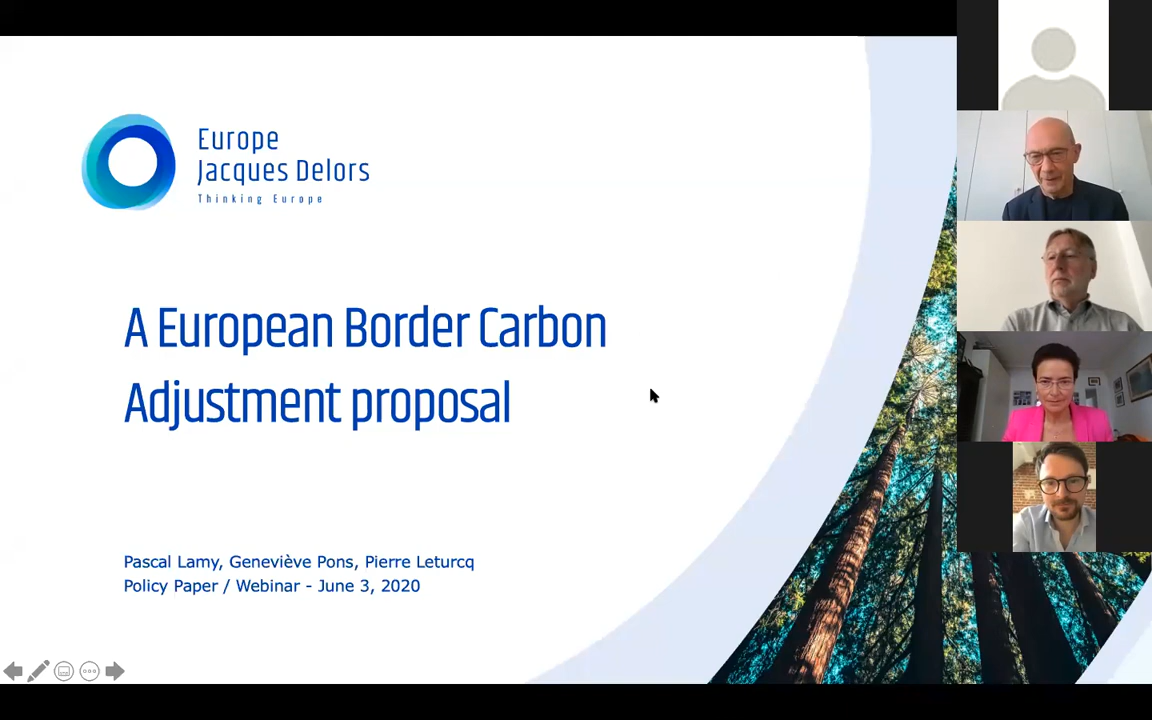 Europe
Jacques Delors
Thinking Europe
A European Border Carbon
Adjustment proposal
Pascal Lamy, Geneviève Pons, Pierre Leturcq
Policy Paper / Webinar - June 3, 2020